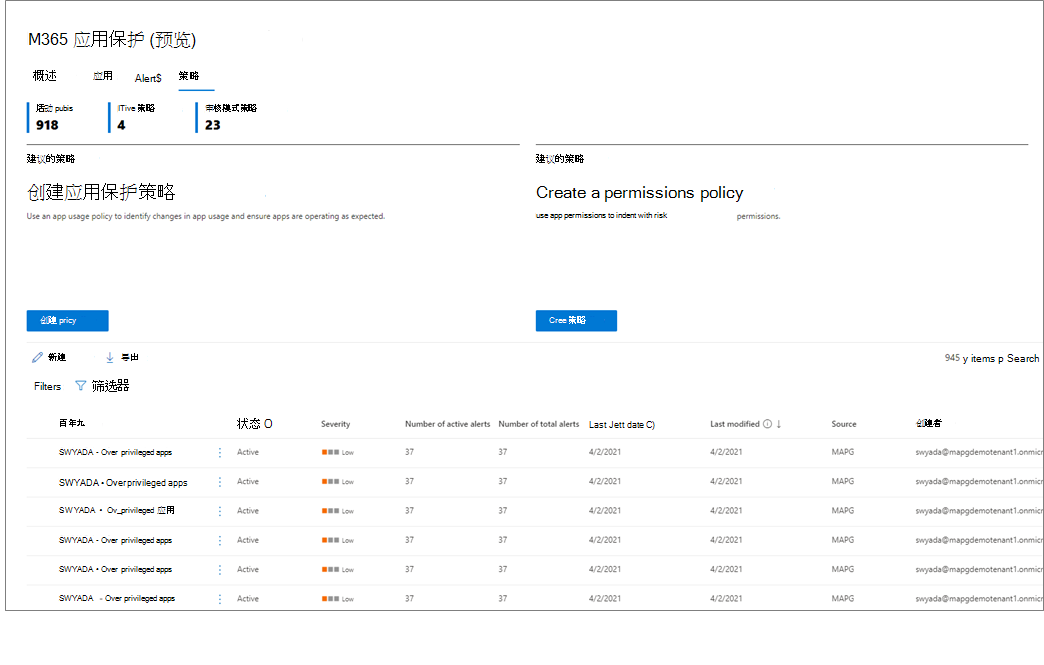 M365 应用保护 (预览)
概述 应用 Alert$ 策略
活动 pubis ITive 策略 审核模式策略
918 4 23
建议的策略 建议的策略
创建应用保护策略 Create a permissions policy
Use an app usage policy to identify changes in app usage and ensure apps are operating as expected. use app permissions to indent with risk permissions.
创建 pricy Cree 策略
新建 导出 945 y items p Search
Filters 筛选器
百年九 状态 O Severity Number of active alerts Number of total alerts Last Jett date C) Last modified ↓ Source 创建者
SWYADA - Over privileged apps Active Low 37 37 4/2/2021 4/2/2021 MAPG swyada@mapgdemotenant1.onmicr
SWYADA • Overprivileged apps Active Low 37 37 4/2/2021 4/2/2021 MAPG swyada@mapgdemotenant1.onmicr
SWYADA • Ov_privileged 应用 Active Low 37 37 4/2/2021 4/2/2021 MAPG swyada@mapgdemotenant1.onmicr
SWYADA - Over privileged apps Active Low 37 37 4/2/2021 4/2/2021 MAPG swyada@mapgdemotenant1.onmicr
SWYADA • Over privileged apps Active Low 37 37 4/2/2021 4/2/2021 MAPG swyada@mapgdemotenant1.onmicr
SWYADA - Over privileged apps Active Low 37 37 4/2/2021 4/2/2021 MAPG swyada@mapgdemotenant1.onmicr